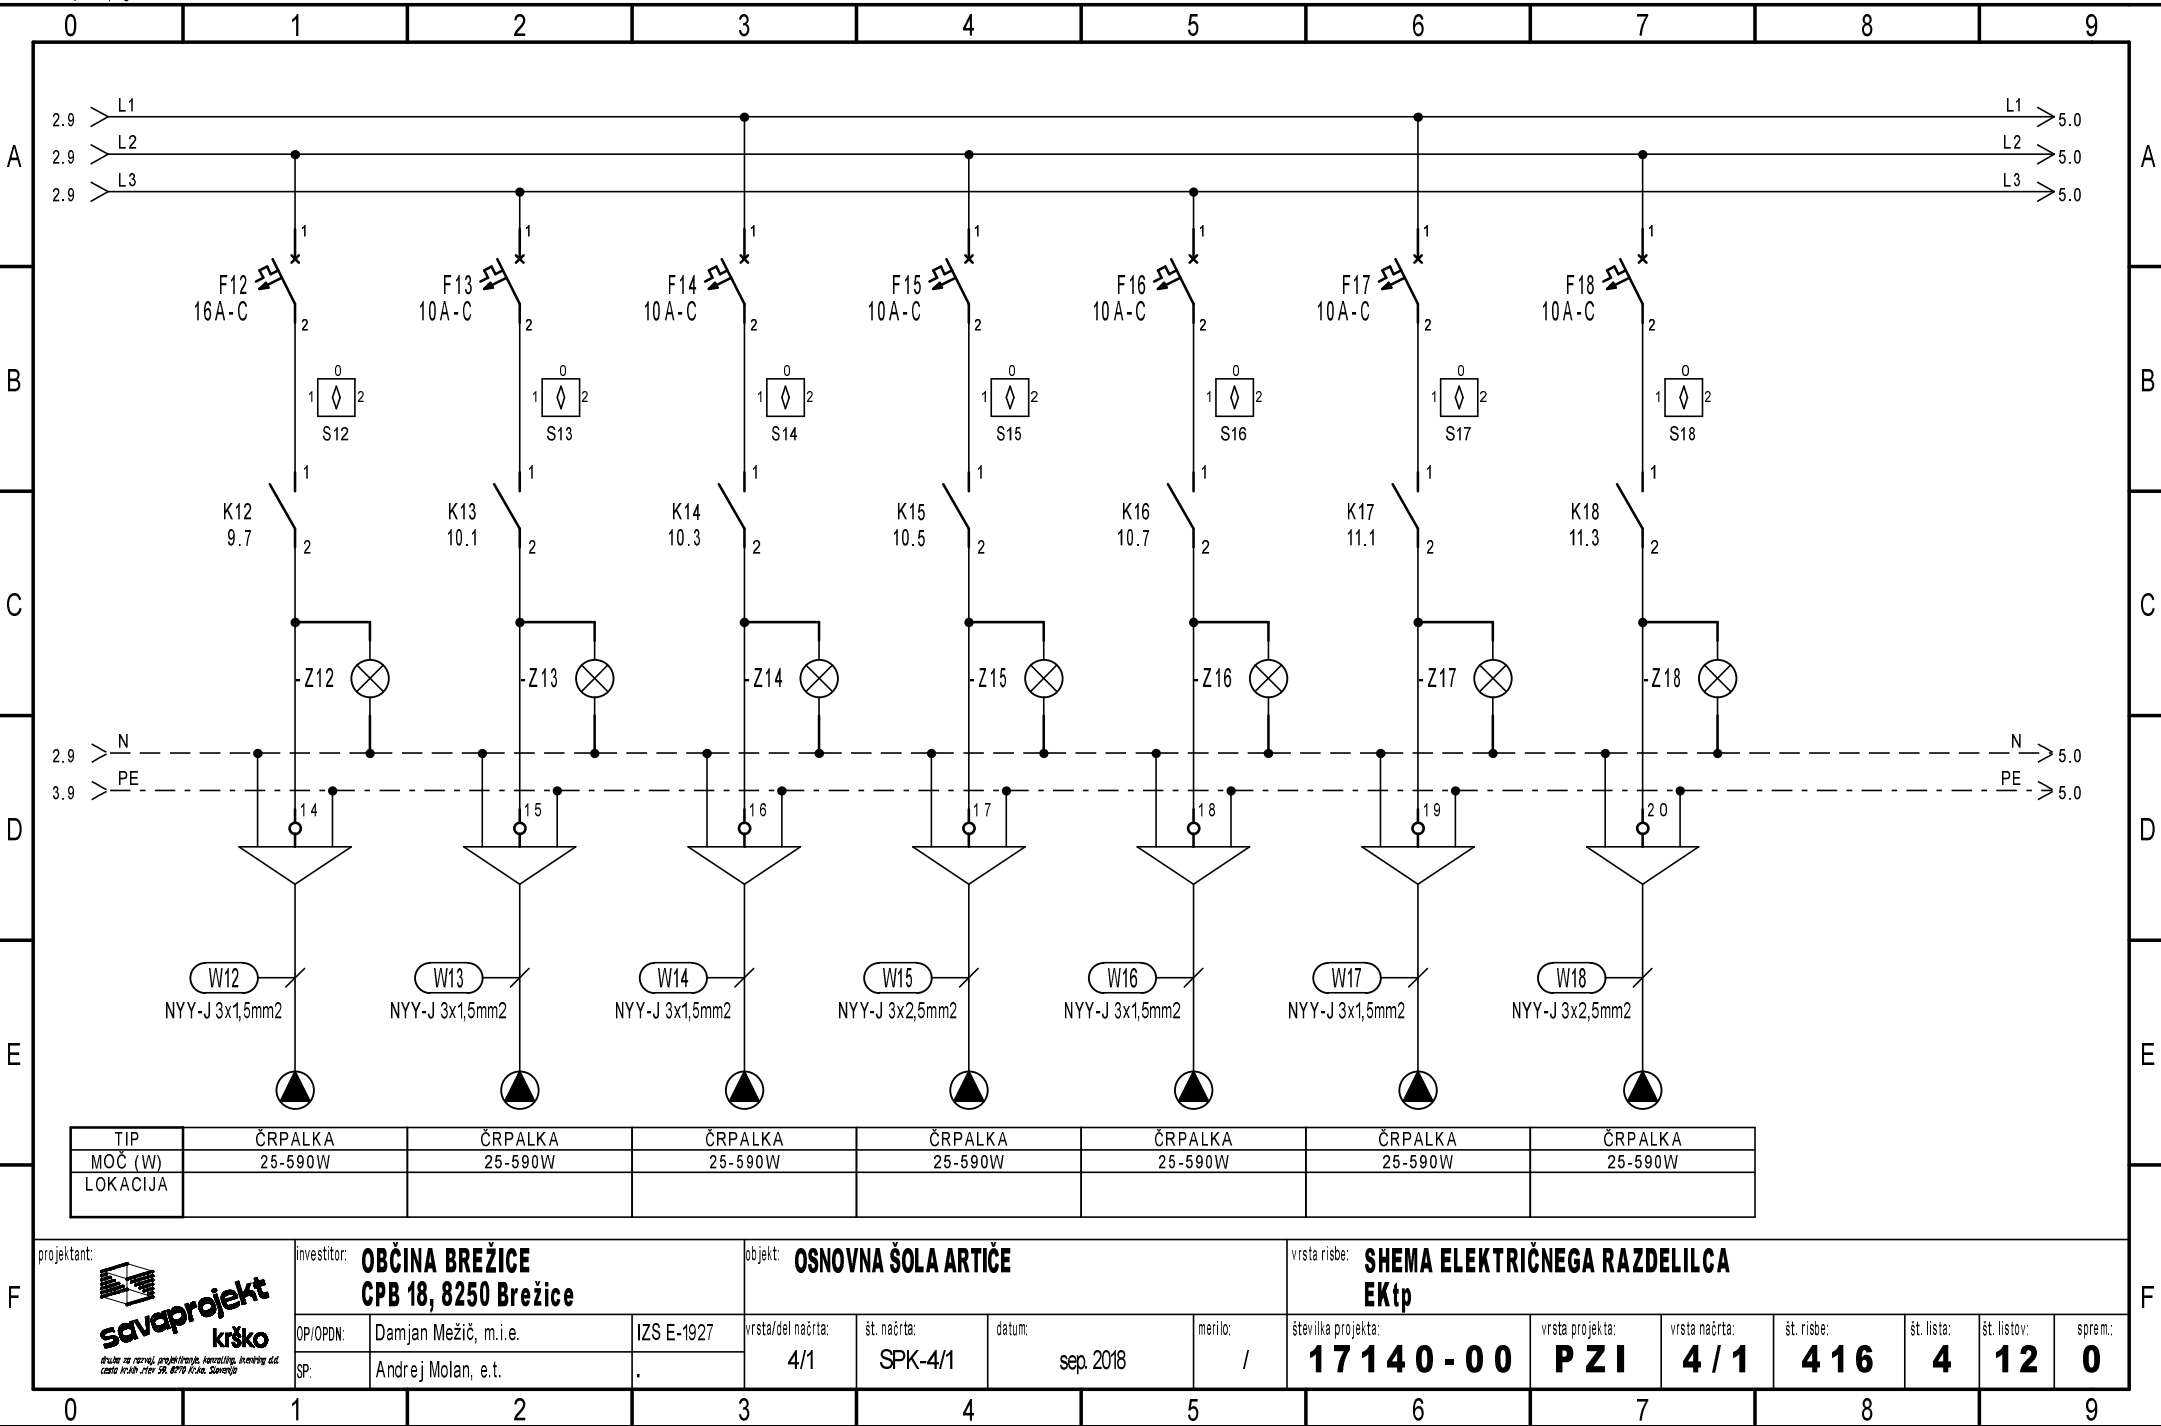 0 1 2 3 4 5 6 7 8 9
L1 L1
2.9 5.0
L2 L2
A 2.9 5.0 A
L3 L3
2.9 5.0
1 1 1 1 1 1 1
F12 F13 F14 F15 F16 F17 F18
16A-C 10A-C 10A-C 10A-C 10A-C 10A-C 10A-C
2 2 2 2 2 2 2
0 0 0 0 0 0 0
B B
1 2 1 2 1 2 1 2 1 2 1 2 1 2
S12 S13 S14 S15 S16 S17 S18
1 1 1 1 1 1 1
K12 K13 K14 K15 K16 K17 K18
9.7 10.1 10.3 10.5 10.7 11.1 11.3
2 2 2 2 2 2 2
C C
-Z12 -Z13 -Z14 -Z15 -Z16 -Z17 -Z18
N N
2.9 5.0
PE PE
3.9 5.0
14 15 16 17 18 19 20
D D
W12 W13 W14 W15 W16 W17 W18
NYY-J 3x1,5mm2 NYY-J 3x1,5mm2 NYY-J 3x1,5mm2 NYY-J 3x2,5mm2 NYY-J 3x1,5mm2 NYY-J 3x1,5mm2 NYY-J 3x2,5mm2
E E
TIP ČRPALKA ČRPALKA ČRPALKA ČRPALKA ČRPALKA ČRPALKA ČRPALKA
MOČ (W) 25-590W 25-590W 25-590W 25-590W 25-590W 25-590W 25-590W
LOKACIJA
projektant: investitor: OBČINA BREŽICE objekt: OSNOVNA ŠOLA ARTIČE vrsta risbe: SHEMA ELEKTRIČNEGA RAZDELILCA
F CPB 18, 8250 Brežice EKtp F
savaprojekt
krško
OP/OPDN: Damjan Mežič, m.i.e. IZS E-1927 vrsta/del načrta: št. načrta: datum: merilo: številka projekta: vrsta projekta: vrsta načrta: št. risbe: št. lista: št. listov: sprem.:
4/1 SPK-4/1 sep. 2018 / 17140-00 PZI 4/1 416 4 12 0
SP: Andrej Molan, e.t. .
0 1 2 3 4 5 6 7 8 9